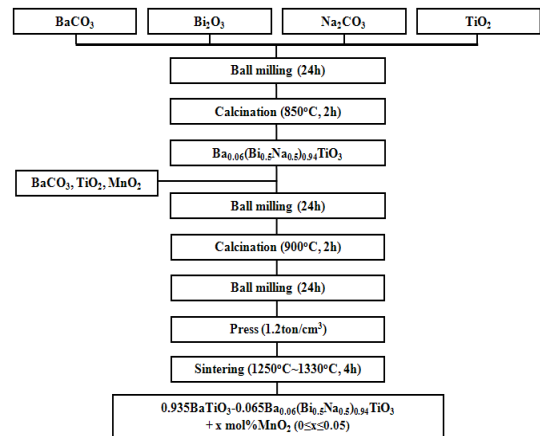 BaCO₃ Bi₂O₃ Na₂CO₃ TiO₂
Ball milling (24h)
Calcination (850°C, 2h)
Ba₀.₀₆(Bi₀.₅Na₀.₅)₀.₉₄TiO₃
BaCO₃, TiO₂, MnO₂
Ball milling (24h)
Calcination (900°C, 2h)
Ball milling (24h)
Press (1.2ton/cm³)
Sintering (1250°C~1330°C, 4h)
0.935BaTiO₃-0.065Ba₀.₀₆(Bi₀.₅Na₀.₅)₀.₉₄TiO₃
+ x mol%MnO₂ (0≤x≤0.05)